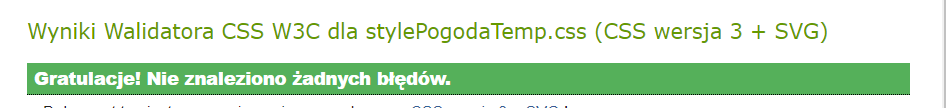 Wyniki Walidatora CSS W3C dla stylePogodaTemp.css (CSS wersja 3 + SVG)
Gratulacje! Nie znaleziono żadnych błędów.